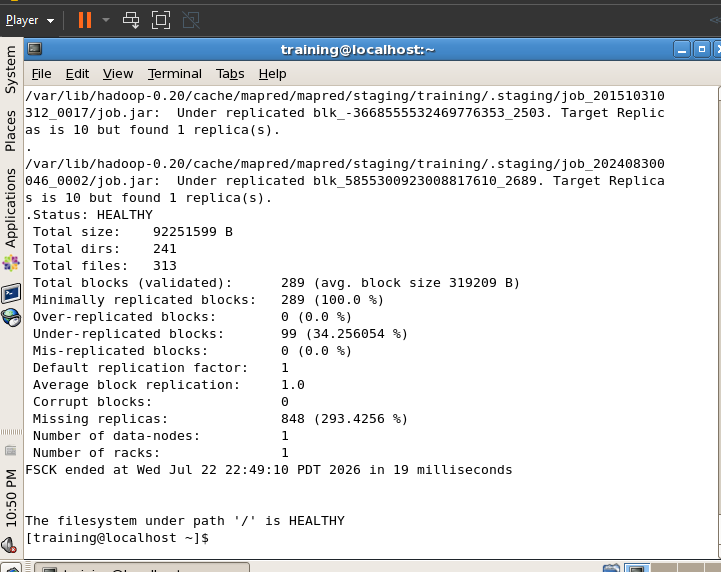 Player
training@localhost:~
File Edit View Terminal Tabs Help
System
Places
Applications
10:50 PM
/var/lib/hadoop-0.20/cache/mapred/mapred/staging/training/.staging/job_201510310
312_0017/job.jar:  Under replicated blk_-3668555532469776353_2503. Target Replic
as is 10 but found 1 replica(s).
.
/var/lib/hadoop-0.20/cache/mapred/mapred/staging/training/.staging/job_202408300
046_0002/job.jar:  Under replicated blk_5855300923008817610_2689. Target Replica
s is 10 but found 1 replica(s).
.Status: HEALTHY
 Total size:    92251599 B
 Total dirs:    241
 Total files:   313
 Total blocks (validated):      289 (avg. block size 319209 B)
 Minimally replicated blocks:   289 (100.0 %)
 Over-replicated blocks:        0 (0.0 %)
 Under-replicated blocks:       99 (34.256054 %)
 Mis-replicated blocks:         0 (0.0 %)
 Default replication factor:    1
 Average block replication:     1.0
 Corrupt blocks:                0
 Missing replicas:              848 (293.4256 %)
 Number of data-nodes:          1
 Number of racks:               1
FSCK ended at Wed Jul 22 22:49:10 PDT 2026 in 19 milliseconds
The filesystem under path '/' is HEALTHY
[training@localhost ~]$